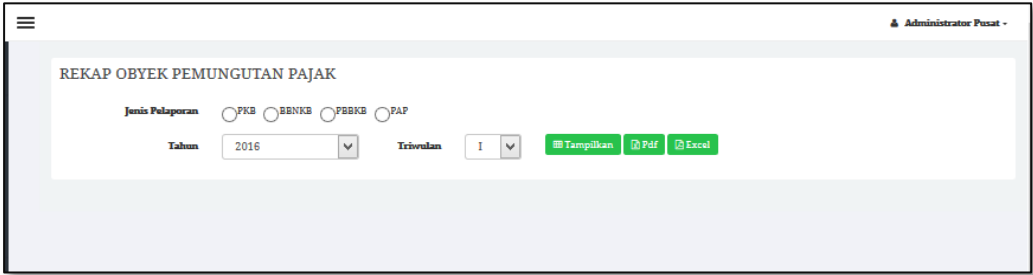 Administrator Pusat
REKAP OBYEK PEMUNGUTAN PAJAK
Jenis Pelaporan PKB BBNKB PBBKB PAP
Tahun 2016 Triwulan I Tampilkan Pdf Excel